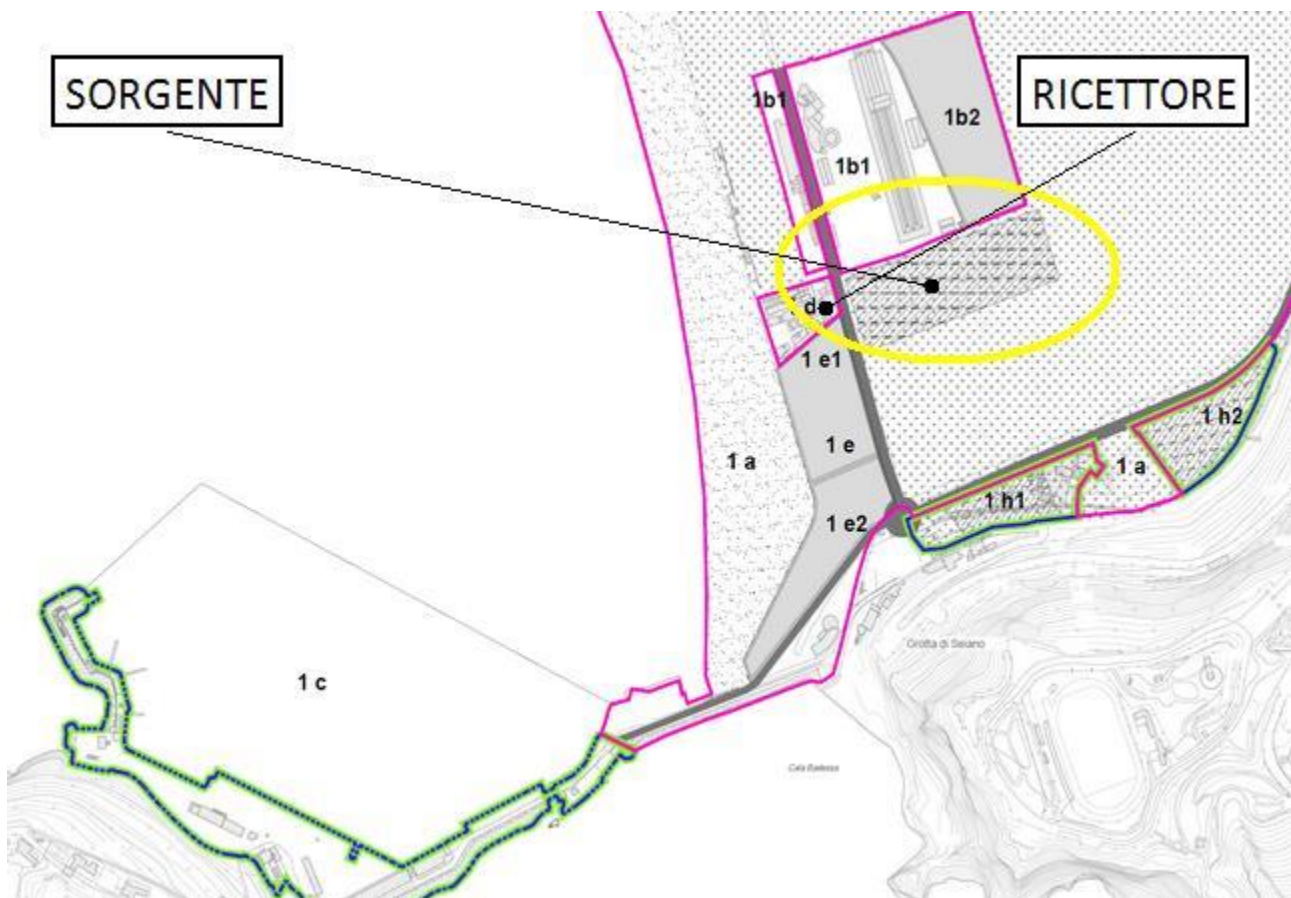 SORGENTE
RICETTORE
1b1
1b2
1b1
d
1 e1
1 h2
1 e
1 a
1 a
1 h1
1 e2
Grotta di Seiano
1 c
Cala Badessa